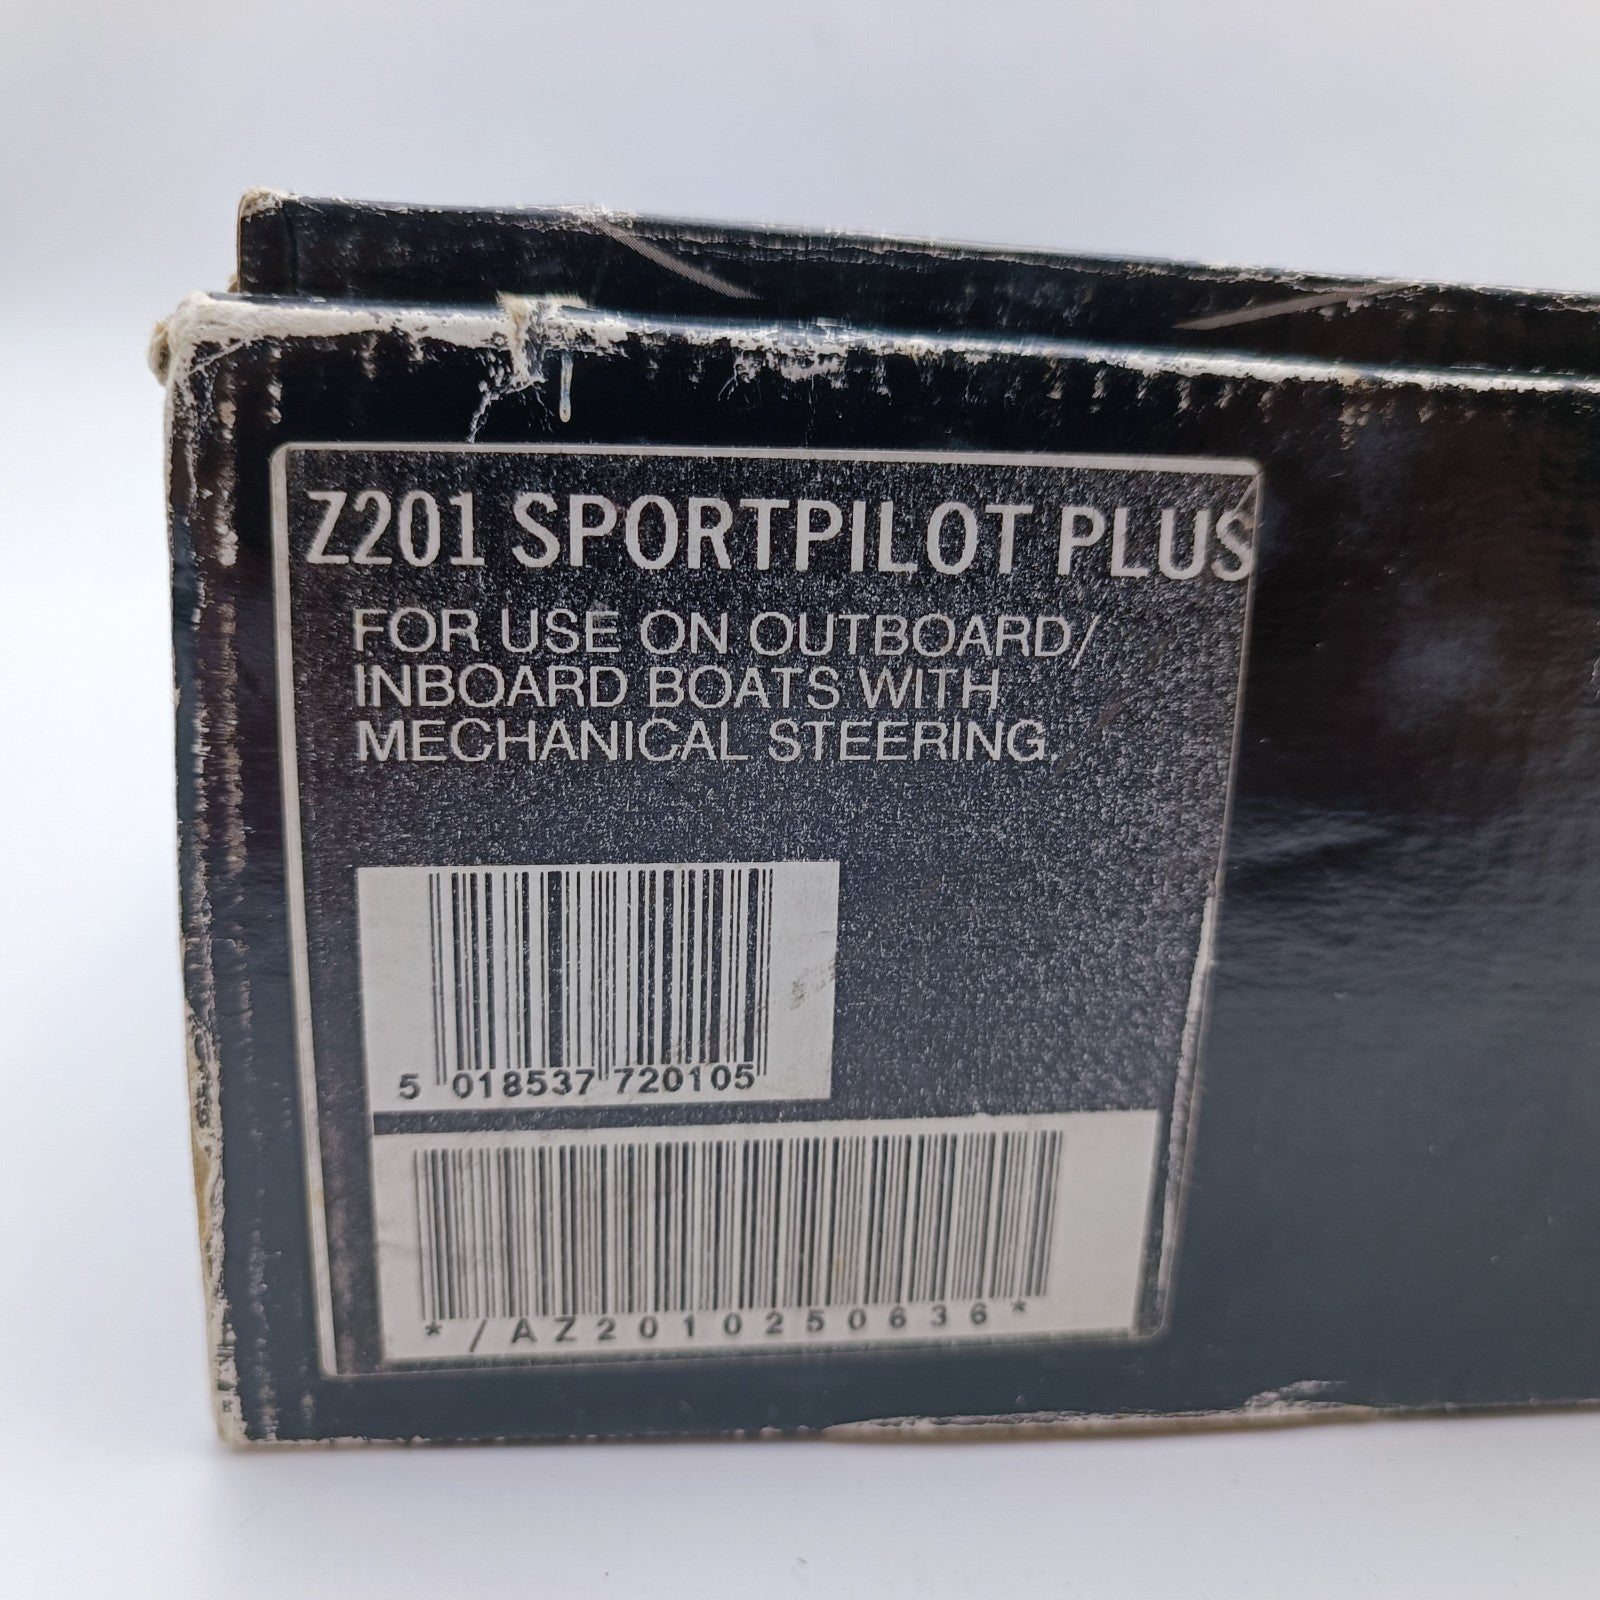 Z201 SPORTPILOT PLUS
FOR USE ON OUTBOARD/
INBOARD BOATS WITH
MECHANICAL STEERING.
5 018537 720105
*/AZ2010250636*